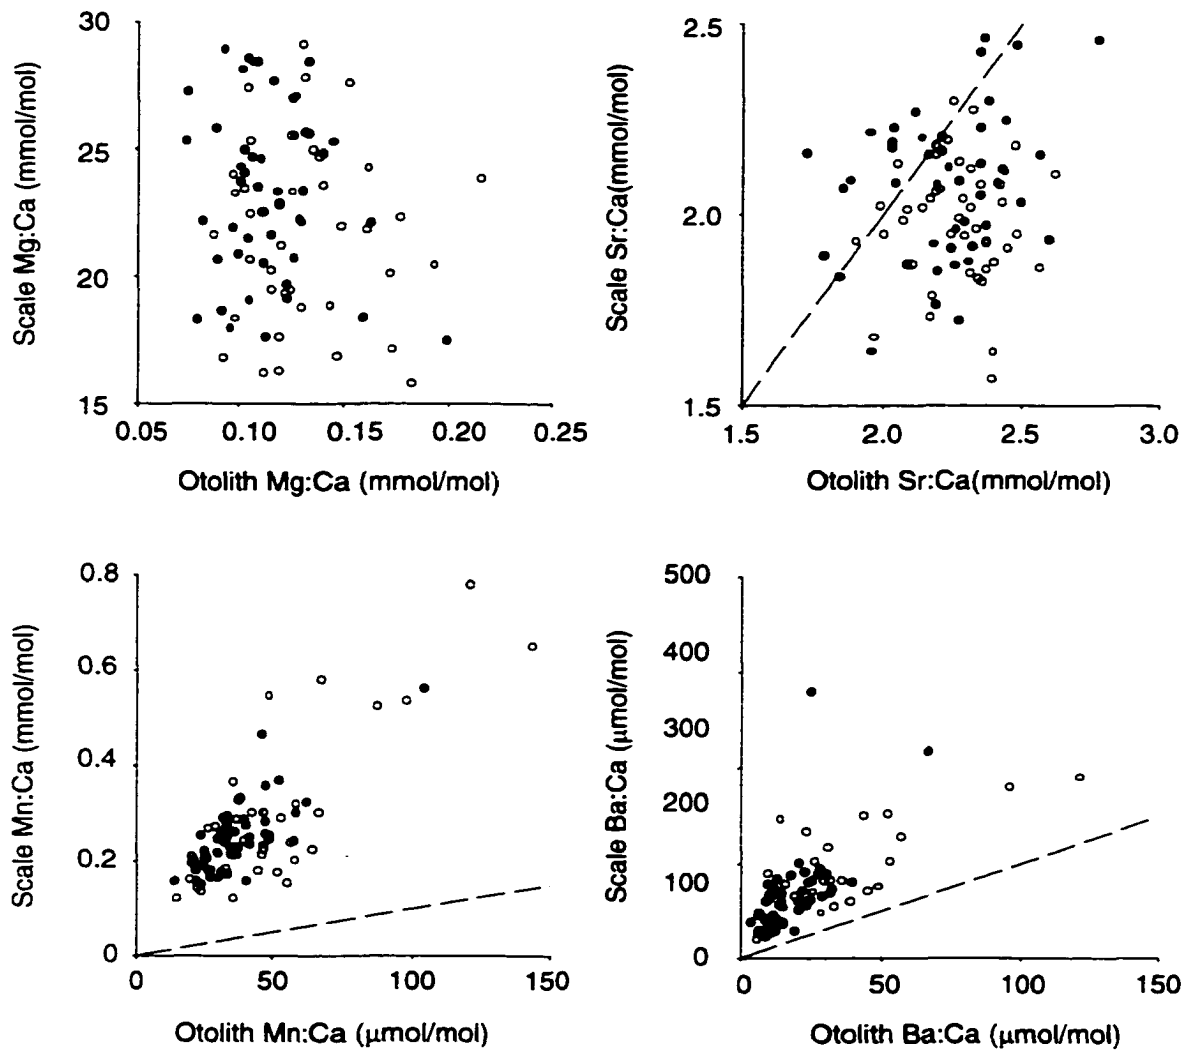 30
25
20
15
Scale Mg:Ca (mmol/mol)
0.05 0.10 0.15 0.20 0.25
Otolith Mg:Ca (mmol/mol)
2.5
2.0
1.5
Scale Sr:Ca(mmol/mol)
1.5 2.0 2.5 3.0
Otolith Sr:Ca(mmol/mol)
0.8
0.6
0.4
0.2
0
Scale Mn:Ca (mmol/mol)
0 50 100 150
Otolith Mn:Ca (μmol/mol)
500
400
300
200
100
0
Scale Ba:Ca (μmol/mol)
0 50 100 150
Otolith Ba:Ca (μmol/mol)